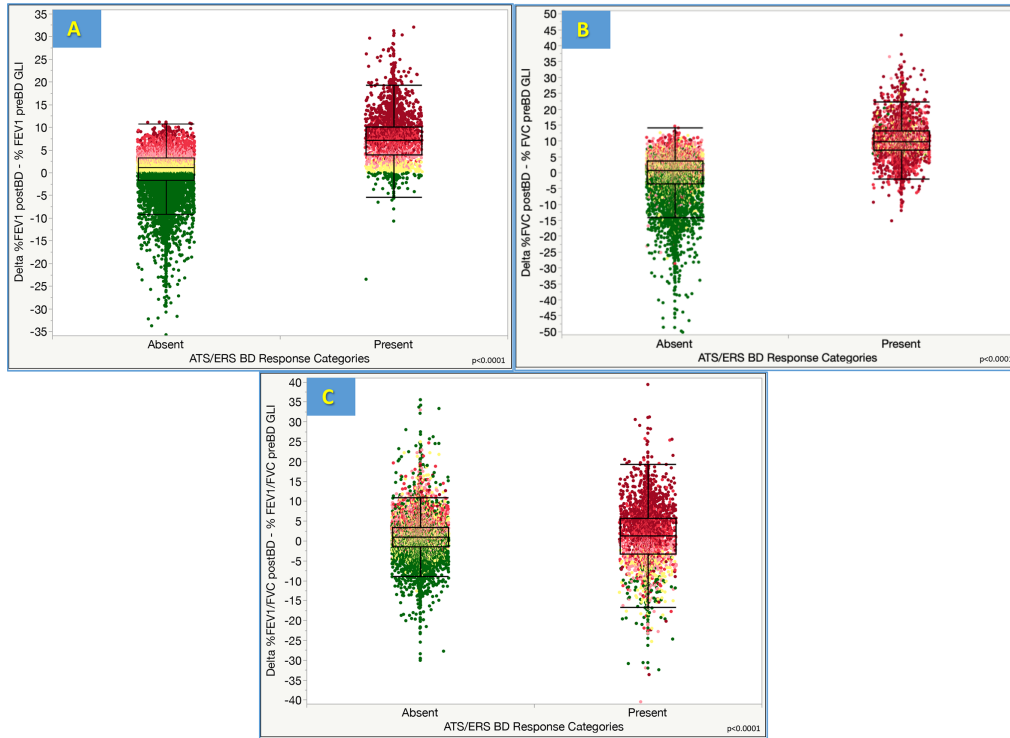 A
Delta %FEV1 postBD - % FEV1 preBD GLI
35
30
25
20
15
10
5
0
-5
-10
-15
-20
-25
-30
-35
Absent
Present
ATS/ERS BD Response Categories
p<0.0001
B
Delta %FVC postBD - % FVC preBD GLI
50
45
40
35
30
25
20
15
10
5
0
-5
-10
-15
-20
-25
-30
-35
-40
-45
-50
Absent
Present
ATS/ERS BD Response Categories
p<0.0001
C
Delta %FEV1/FVC postBD - % FEV1/FVC preBD GLI
40
35
30
25
20
15
10
5
0
-5
-10
-15
-20
-25
-30
-35
-40
Absent
Present
ATS/ERS BD Response Categories
p<0.0001